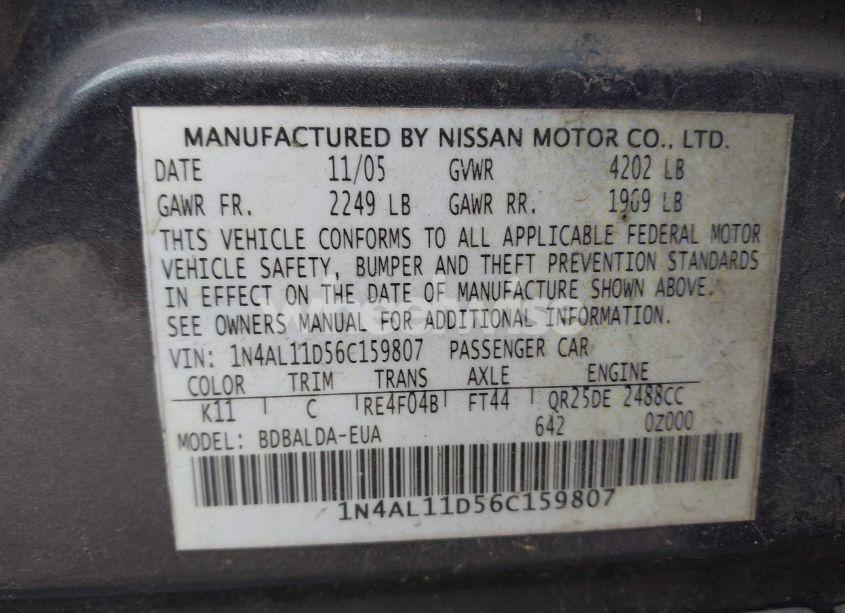 MANUFACTURED BY NISSAN MOTOR CO., LTD.
DATE 11/05 GVWR 4202 LB
GAWR FR. 2249 LB GAWR RR. 1969 LB
THIS VEHICLE CONFORMS TO ALL APPLICABLE FEDERAL MOTOR
VEHICLE SAFETY, BUMPER AND THEFT PREVENTION STANDARDS
IN EFFECT ON THE DATE OF MANUFACTURE SHOWN ABOVE.
SEE OWNERS MANUAL FOR ADDITIONAL INFORMATION.
VIN: 1N4AL11D56C159807 PASSENGER CAR
COLOR TRIM TRANS AXLE ENGINE
K11 C RE4F04B FT44 QR25DE 2488CC
MODEL: BDBALDA-EUA 642 0Z000
1N4AL11D56C159807